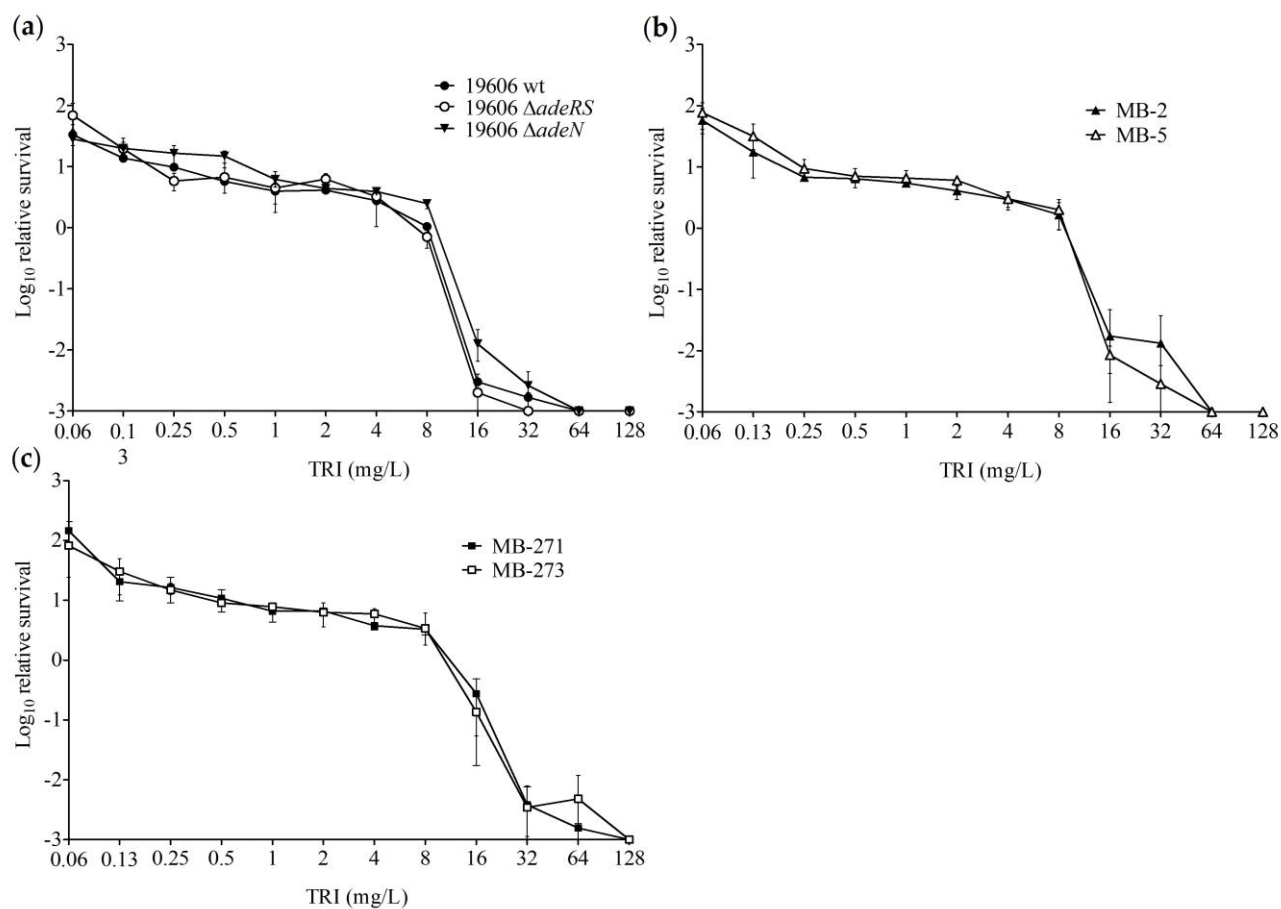 (a)
Log10 relative survival
3
2
1
0
-1
-2
-3
19606 wt
19606 ΔadeRS
19606 ΔadeN
0.06 0.1 0.25 0.5 1 2 4 8 16 32 64 128
3
TRI (mg/L)
(b)
Log10 relative survival
3
2
1
0
-1
-2
-3
MB-2
MB-5
0.06 0.13 0.25 0.5 1 2 4 8 16 32 64 128
TRI (mg/L)
(c)
Log10 relative survival
3
2
1
0
-1
-2
-3
MB-271
MB-273
0.06 0.13 0.25 0.5 1 2 4 8 16 32 64 128
TRI (mg/L)